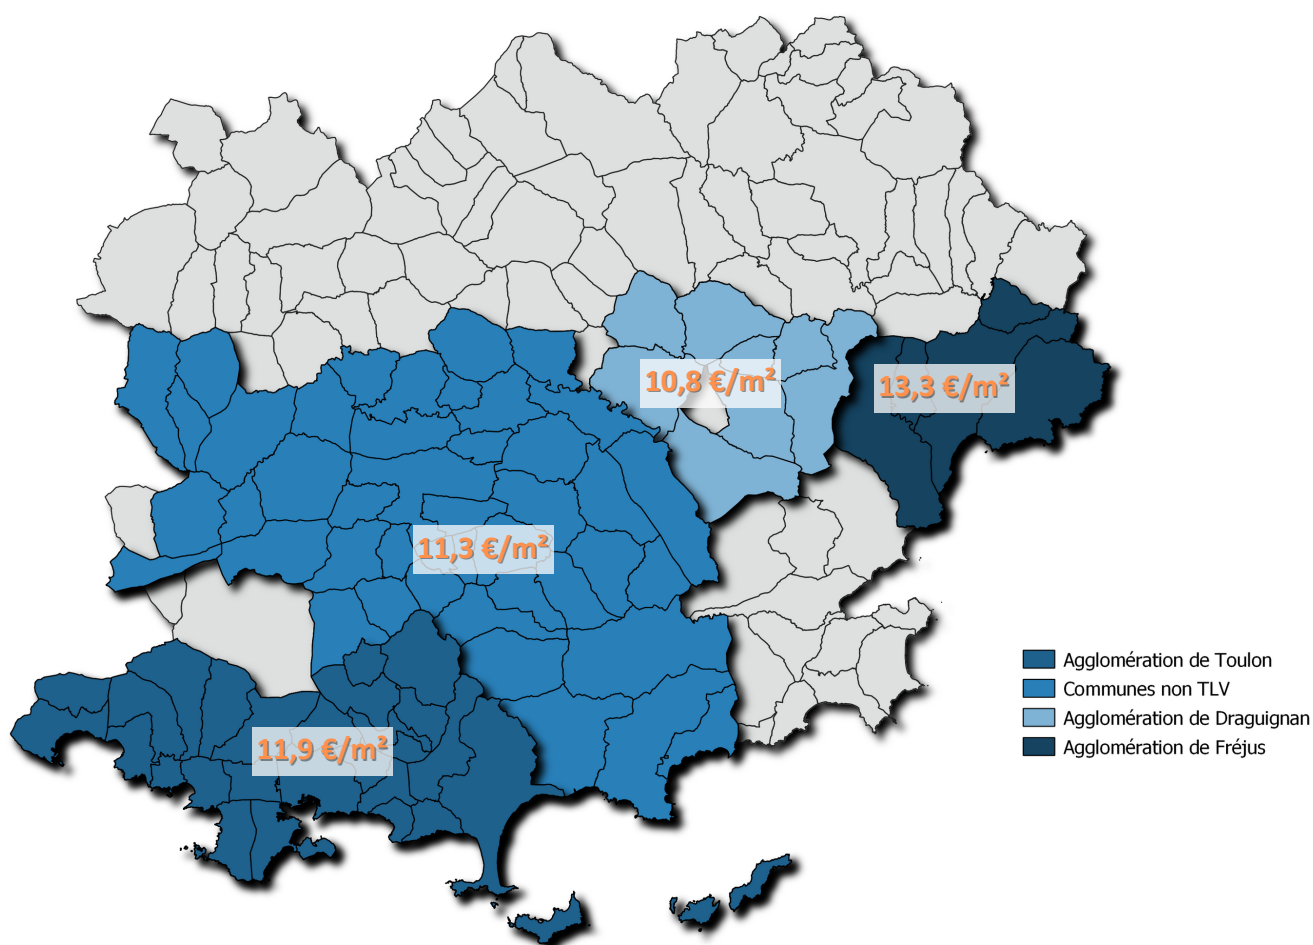 10,8 €/m²
13,3 €/m²
11,3 €/m²
11,9 €/m²
Agglomération de Toulon
Communes non TLV
Agglomération de Draguignan
Agglomération de Fréjus